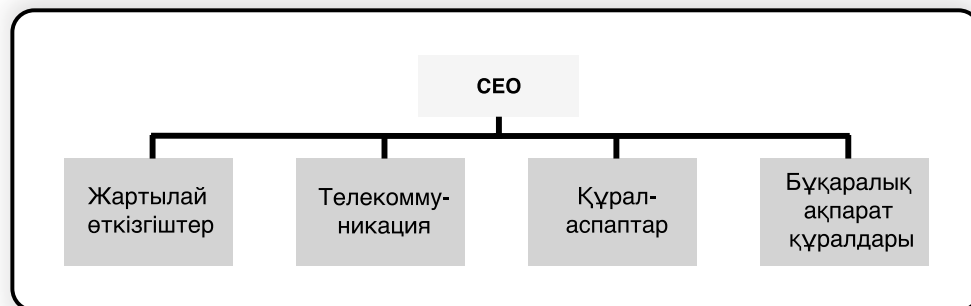 CEO
Жартылай
өткізгіштер
Телекомму-
никация
Құрал-
аспаптар
Бұқаралық
ақпарат
құралдары